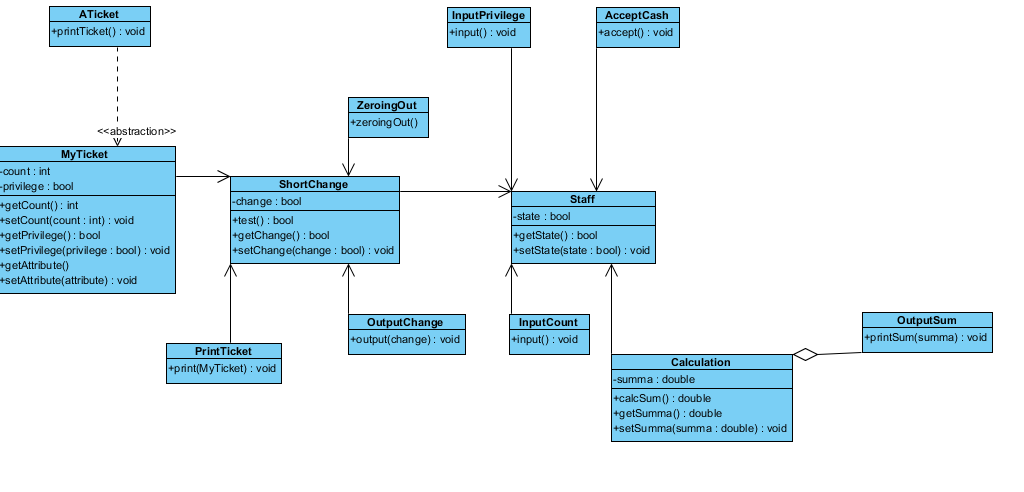 ATicket
+printTicket() : void
InputPrivilege
+input() : void
AcceptCash
+accept() : void
ZeroingOut
+zeroingOut()
<<abstraction>>
MyTicket
-count : int
-privilege : bool
+getCount() : int
+setCount(count : int) : void
+getPrivilege() : bool
+setPrivilege(privilege : bool) : void
+getAttribute()
+setAttribute(attribute) : void
ShortChange
-change : bool
+test() : bool
+getChange() : bool
+setChange(change : bool) : void
Staff
-state : bool
+getState() : bool
+setState(state : bool) : void
PrintTicket
+print(MyTicket) : void
OutputChange
+output(change) : void
InputCount
+input() : void
OutputSum
+printSum(summa) : void
Calculation
-summa : double
+calcSum() : double
+getSumma() : double
+setSumma(summa : double) : void